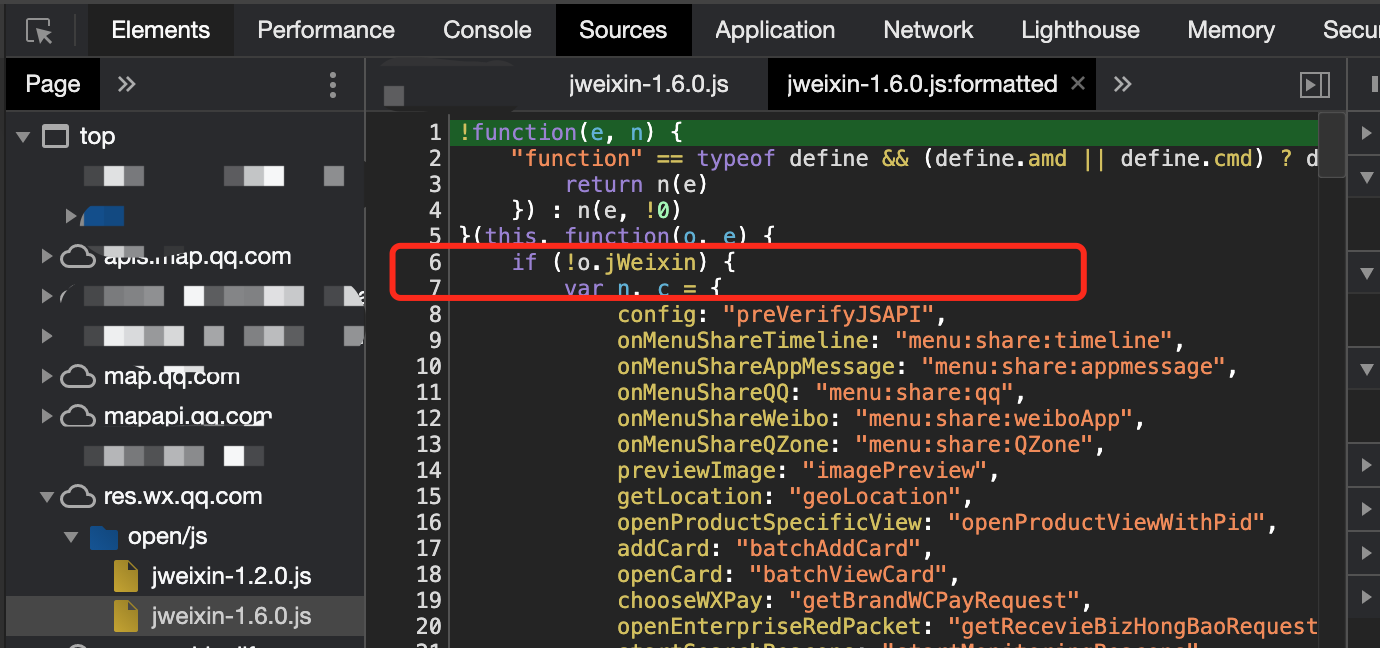 Elements Performance Console Sources Application Network Lighthouse Memory Secu
Page »
jweixin-1.6.0.js jweixin-1.6.0.js:formatted × »
top
apis.map.qq.com
map.qq.com
mapapi.qq.com
res.wx.qq.com
open/js
jweixin-1.2.0.js
jweixin-1.6.0.js
1 !function(e, n) {
2 "function" == typeof define && (define.amd || define.cmd) ? d
3 return n(e)
4 }) : n(e, !0)
5 }(this, function(o, e) {
6 if (!o.jWeixin) {
7 var n, c = {
8 config: "preVerifyJSAPI",
9 onMenuShareTimeline: "menu:share:timeline",
10 onMenuShareAppMessage: "menu:share:appmessage",
11 onMenuShareQQ: "menu:share:qq",
12 onMenuShareWeibo: "menu:share:weiboApp",
13 onMenuShareQZone: "menu:share:QZone",
14 previewImage: "imagePreview",
15 getLocation: "geoLocation",
16 openProductSpecificView: "openProductViewWithPid",
17 addCard: "batchAddCard",
18 openCard: "batchViewCard",
19 chooseWXPay: "getBrandWCPayRequest",
20 openEnterpriseRedPacket: "getRecevieBizHongBaoRequest